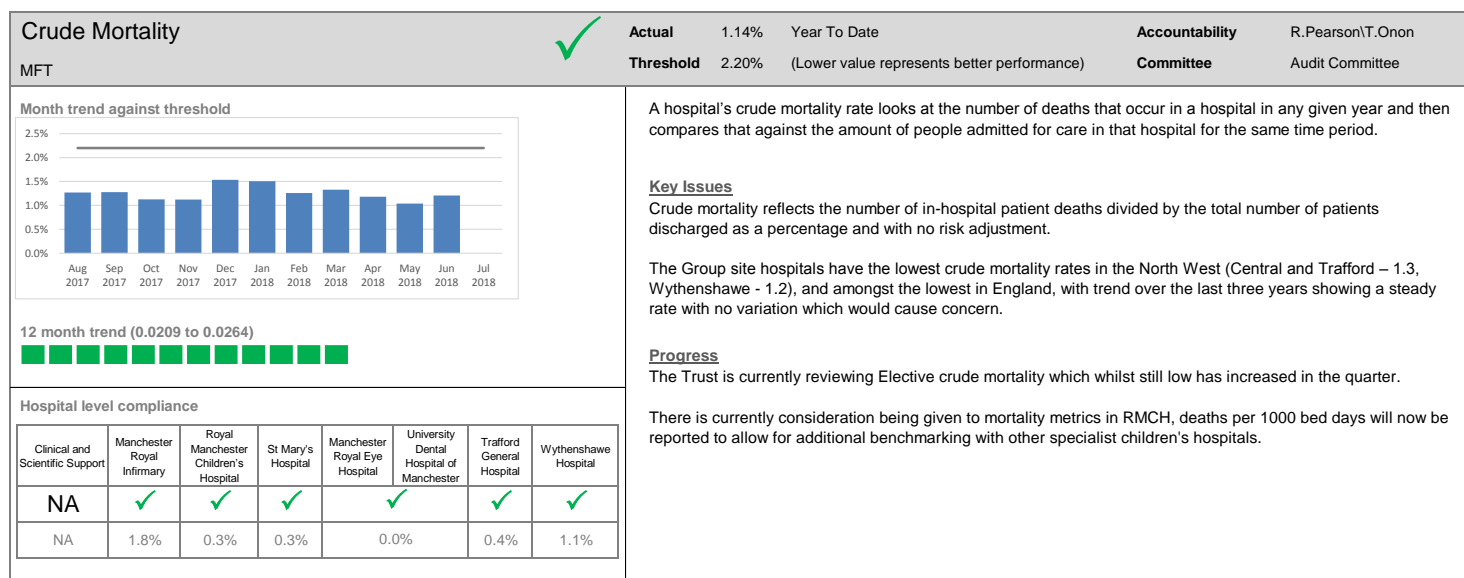 Crude Mortality
MFT
Actual 1.14% Year To Date Accountability R.Pearson\T.Onon
Threshold 2.20% (Lower value represents better performance) Committee Audit Committee
Month trend against threshold
2.5%
2.0%
1.5%
1.0%
0.5%
0.0%
Aug Sep Oct Nov Dec Jan Feb Mar Apr May Jun Jul
2017 2017 2017 2017 2017 2018 2018 2018 2018 2018 2018 2018
12 month trend (0.0209 to 0.0264)
Hospital level compliance
Clinical and Scientific Support
Manchester Royal Infirmary
Royal Manchester Children's Hospital
St Mary's Hospital
Manchester Royal Eye Hospital
University Dental Hospital of Manchester
Trafford General Hospital
Wythenshawe Hospital
NA ✓ ✓ ✓ ✓ ✓ ✓
NA 1.8% 0.3% 0.3% 0.0% 0.4% 1.1%
A hospital's crude mortality rate looks at the number of deaths that occur in a hospital in any given year and then
compares that against the amount of people admitted for care in that hospital for the same time period.
Key Issues
Crude mortality reflects the number of in-hospital patient deaths divided by the total number of patients
discharged as a percentage and with no risk adjustment.
The Group site hospitals have the lowest crude mortality rates in the North West (Central and Trafford – 1.3,
Wythenshawe - 1.2), and amongst the lowest in England, with trend over the last three years showing a steady
rate with no variation which would cause concern.
Progress
The Trust is currently reviewing Elective crude mortality which whilst still low has increased in the quarter.
There is currently consideration being given to mortality metrics in RMCH, deaths per 1000 bed days will now be
reported to allow for additional benchmarking with other specialist children's hospitals.